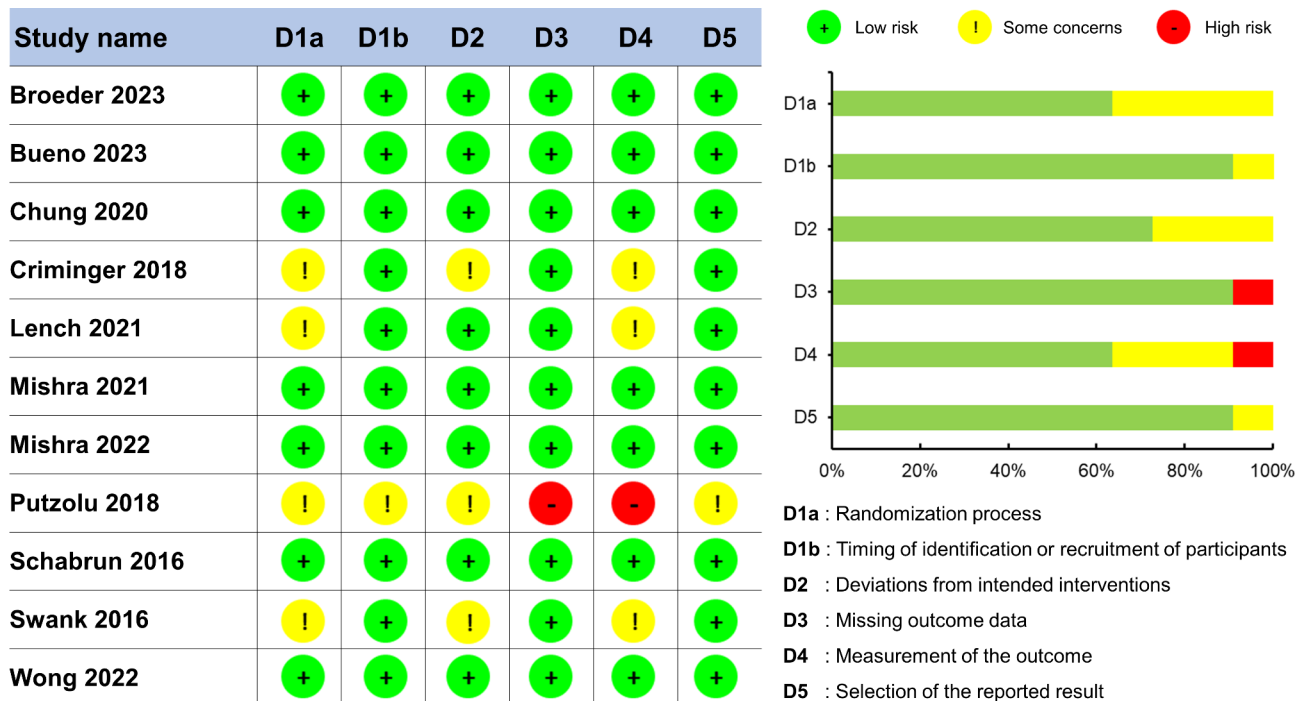 Study name D1a D1b D2 D3 D4 D5
Broeder 2023 + + + + + +
Bueno 2023 + + + + + +
Chung 2020 + + + + + +
Criminger 2018 ! + ! + ! +
Lench 2021 ! + + + ! +
Mishra 2021 + + + + + +
Mishra 2022 + + + + + +
Putzolu 2018 ! ! ! - - !
Schabrun 2016 + + + + + +
Swank 2016 ! + ! + ! +
Wong 2022 + + + + + +
+ Low risk ! Some concerns - High risk
D1a
D1b
D2
D3
D4
D5
0% 20% 40% 60% 80% 100%
D1a : Randomization process
D1b : Timing of identification or recruitment of participants
D2 : Deviations from intended interventions
D3 : Missing outcome data
D4 : Measurement of the outcome
D5 : Selection of the reported result